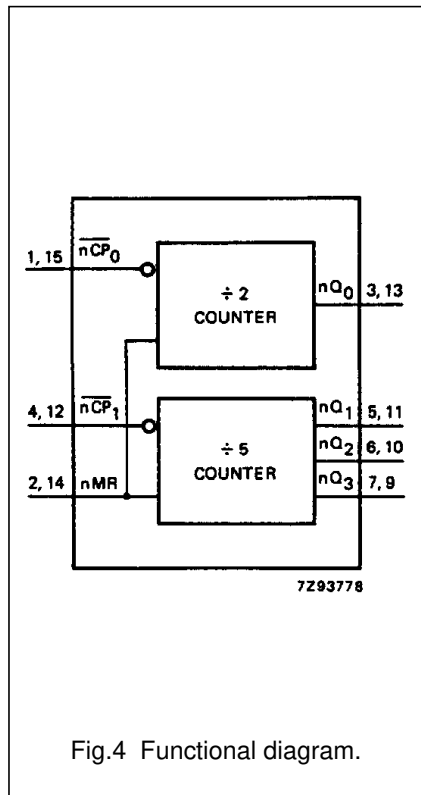 1, 15
nCP0
÷ 2
COUNTER
nQ0
3, 13
4, 12
nCP1
÷ 5
COUNTER
nQ1
5, 11
nQ2
6, 10
2, 14
nMR
nQ3
7, 9
7Z93778
Fig.4 Functional diagram.